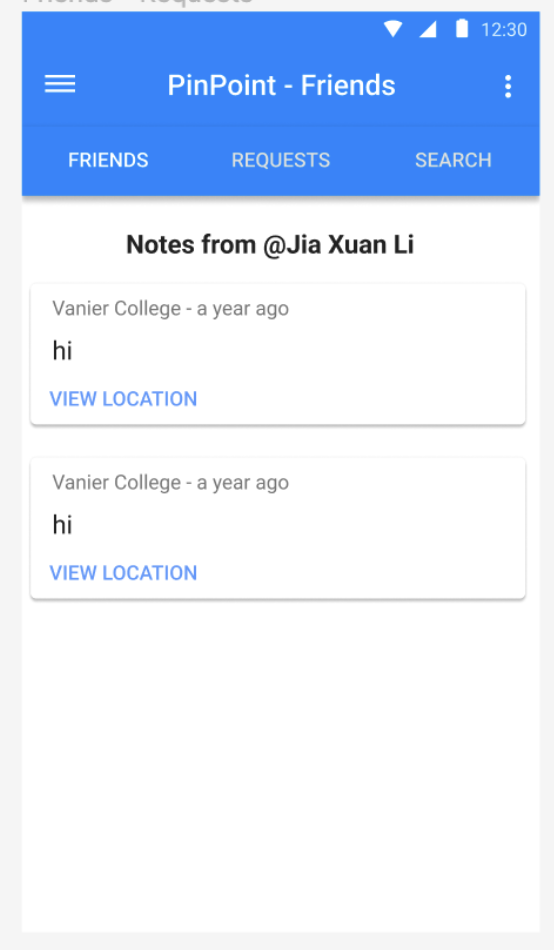 Friends - Requests
12:30
PinPoint - Friends
FRIENDS REQUESTS SEARCH
Notes from @Jia Xuan Li
Vanier College - a year ago
hi
VIEW LOCATION
Vanier College - a year ago
hi
VIEW LOCATION